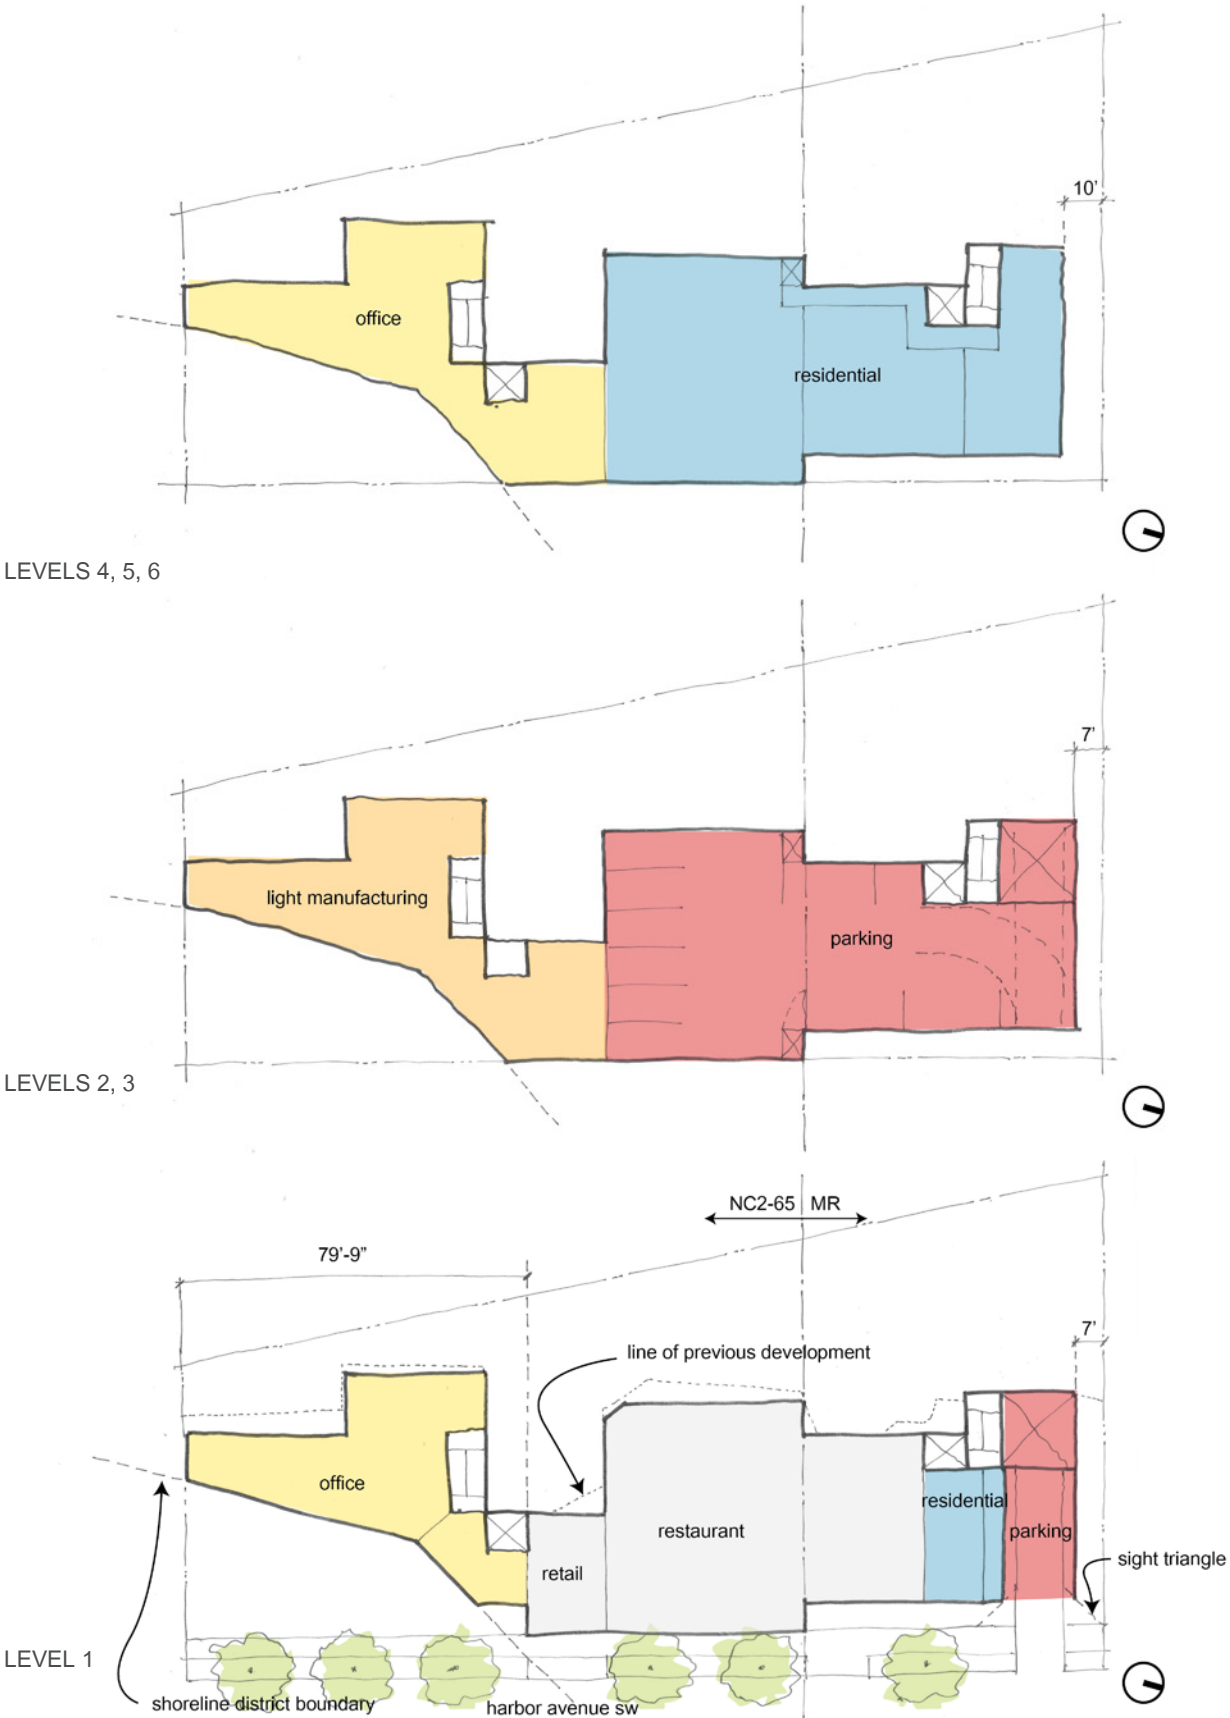 10'
office
residential
LEVELS 4, 5, 6
7'
light manufacturing
parking
LEVELS 2, 3
NC2-65 MR
79'-9"
7'
line of previous development
office
residential
restaurant
parking
sight triangle
retail
LEVEL 1
shoreline district boundary
harbor avenue sw